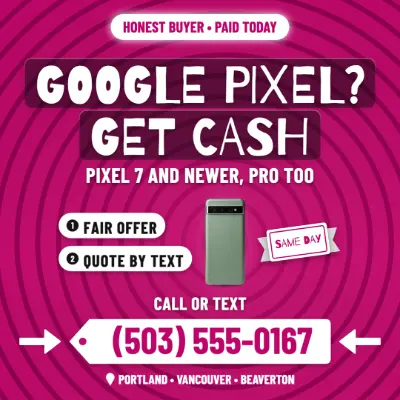 HONEST BUYER • PAID TODAY
GOOGLE PIXEL?
GET CASH
PIXEL 7 AND NEWER, PRO TOO
1 FAIR OFFER
2 QUOTE BY TEXT
SAME DAY
CALL OR TEXT
(503) 555-0167
PORTLAND • VANCOUVER • BEAVERTON